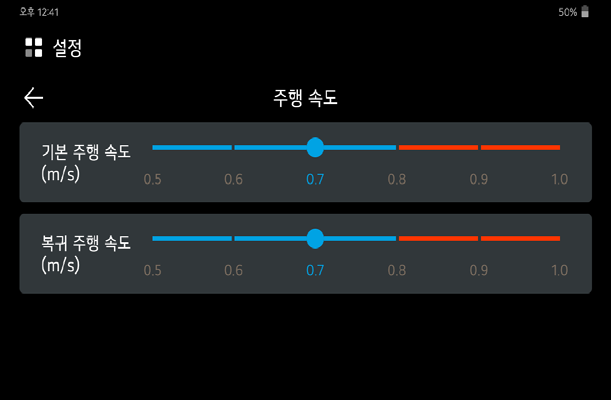 오후 12:41
50%
설정
주행 속도
기본 주행 속도
(m/s)
0.5 0.6 0.7 0.8 0.9 1.0
복귀 주행 속도
(m/s)
0.5 0.6 0.7 0.8 0.9 1.0